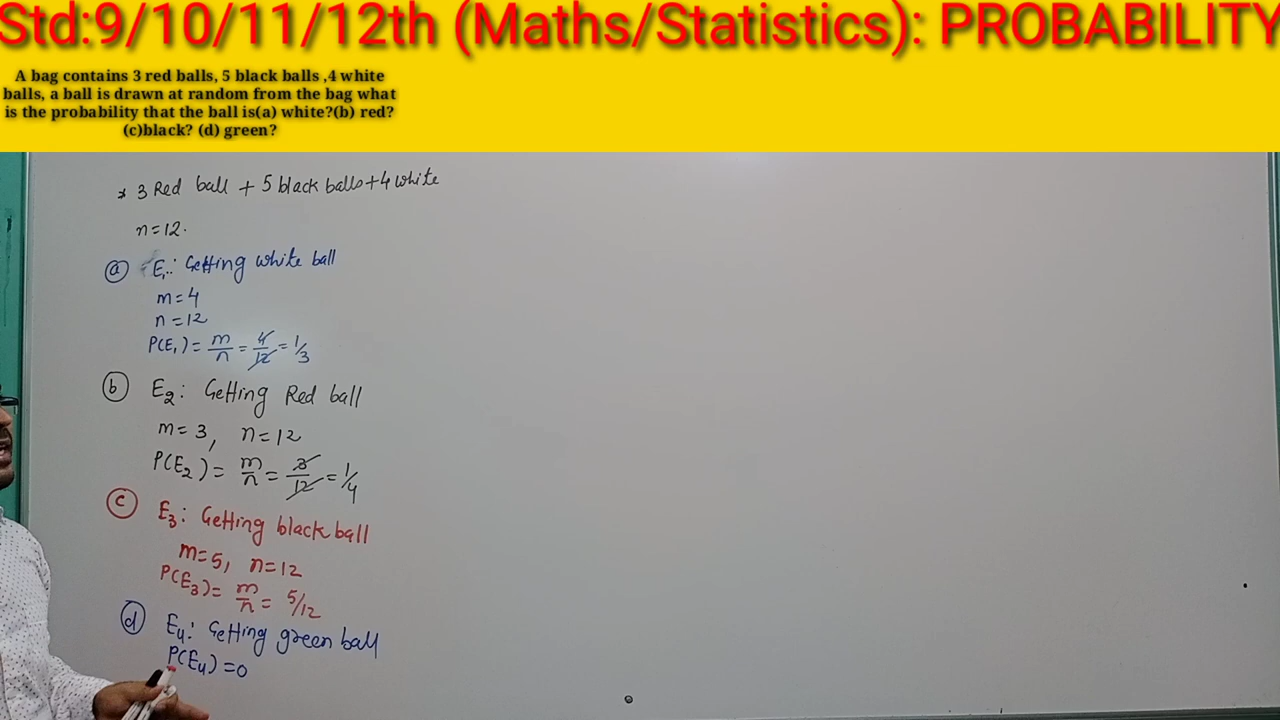 Std:9/10/11/12th (Maths/Statistics): PROBABILITY
A bag contains 3 red balls, 5 black balls ,4 white
balls, a ball is drawn at random from the bag what
is the probability that the ball is(a) white?(b) red?
(c)black? (d) green?
* 3 Red ball + 5 black balls+4 white
n=12.
(a) E₁: Getting white ball
m=4
n=12
P(E₁)= m/n = 4/12 = 1/3
(b) E₂: Getting Red ball
m=3, n=12
P(E₂)= m/n = 3/12 = 1/4
(c) E₃: Getting black ball
m=5, n=12
P(E₃)= m/n = 5/12
(d) E₄: Getting green ball
P(E₄)=0